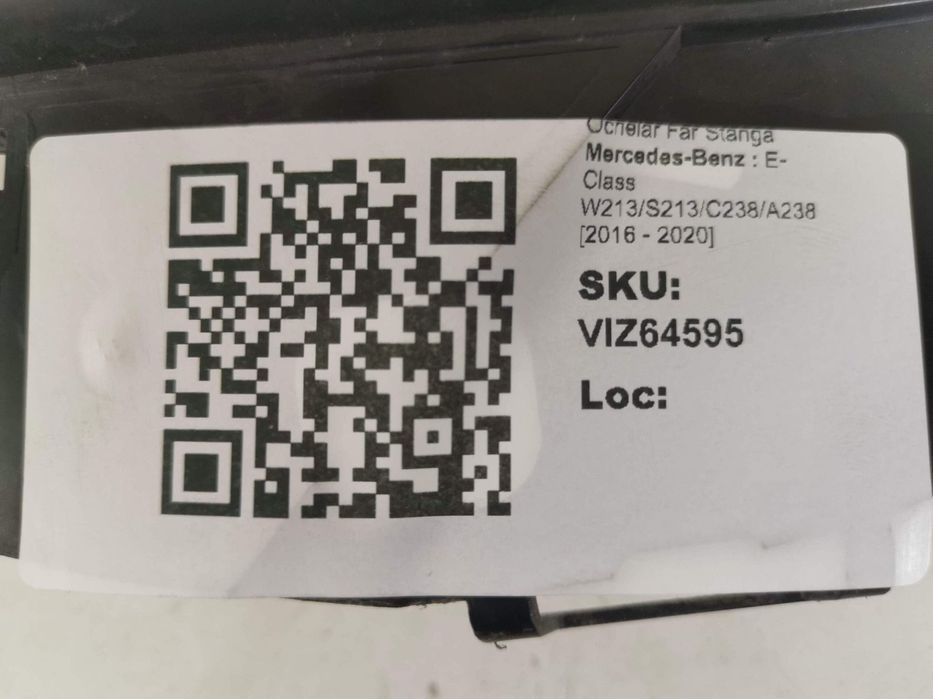 Ochelar Far Stanga
Mercedes-Benz : E-
Class
W213/S213/C238/A238
[2016 - 2020]
SKU:
VIZ64595
Loc: